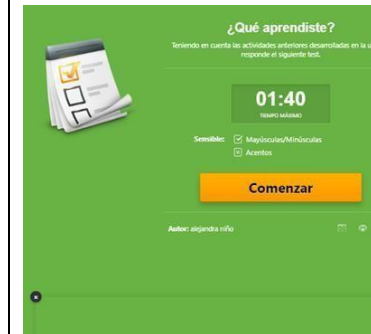 ¿Qué aprendiste?
Teniendo en cuenta las actividades anteriores desarrolladas en la
responde el siguiente test.
01:40
TIEMPO MÁXIMO
Sensible: Mayúsculas/Minúsculas
Acentos
Comenzar
Autor: alejandra niño